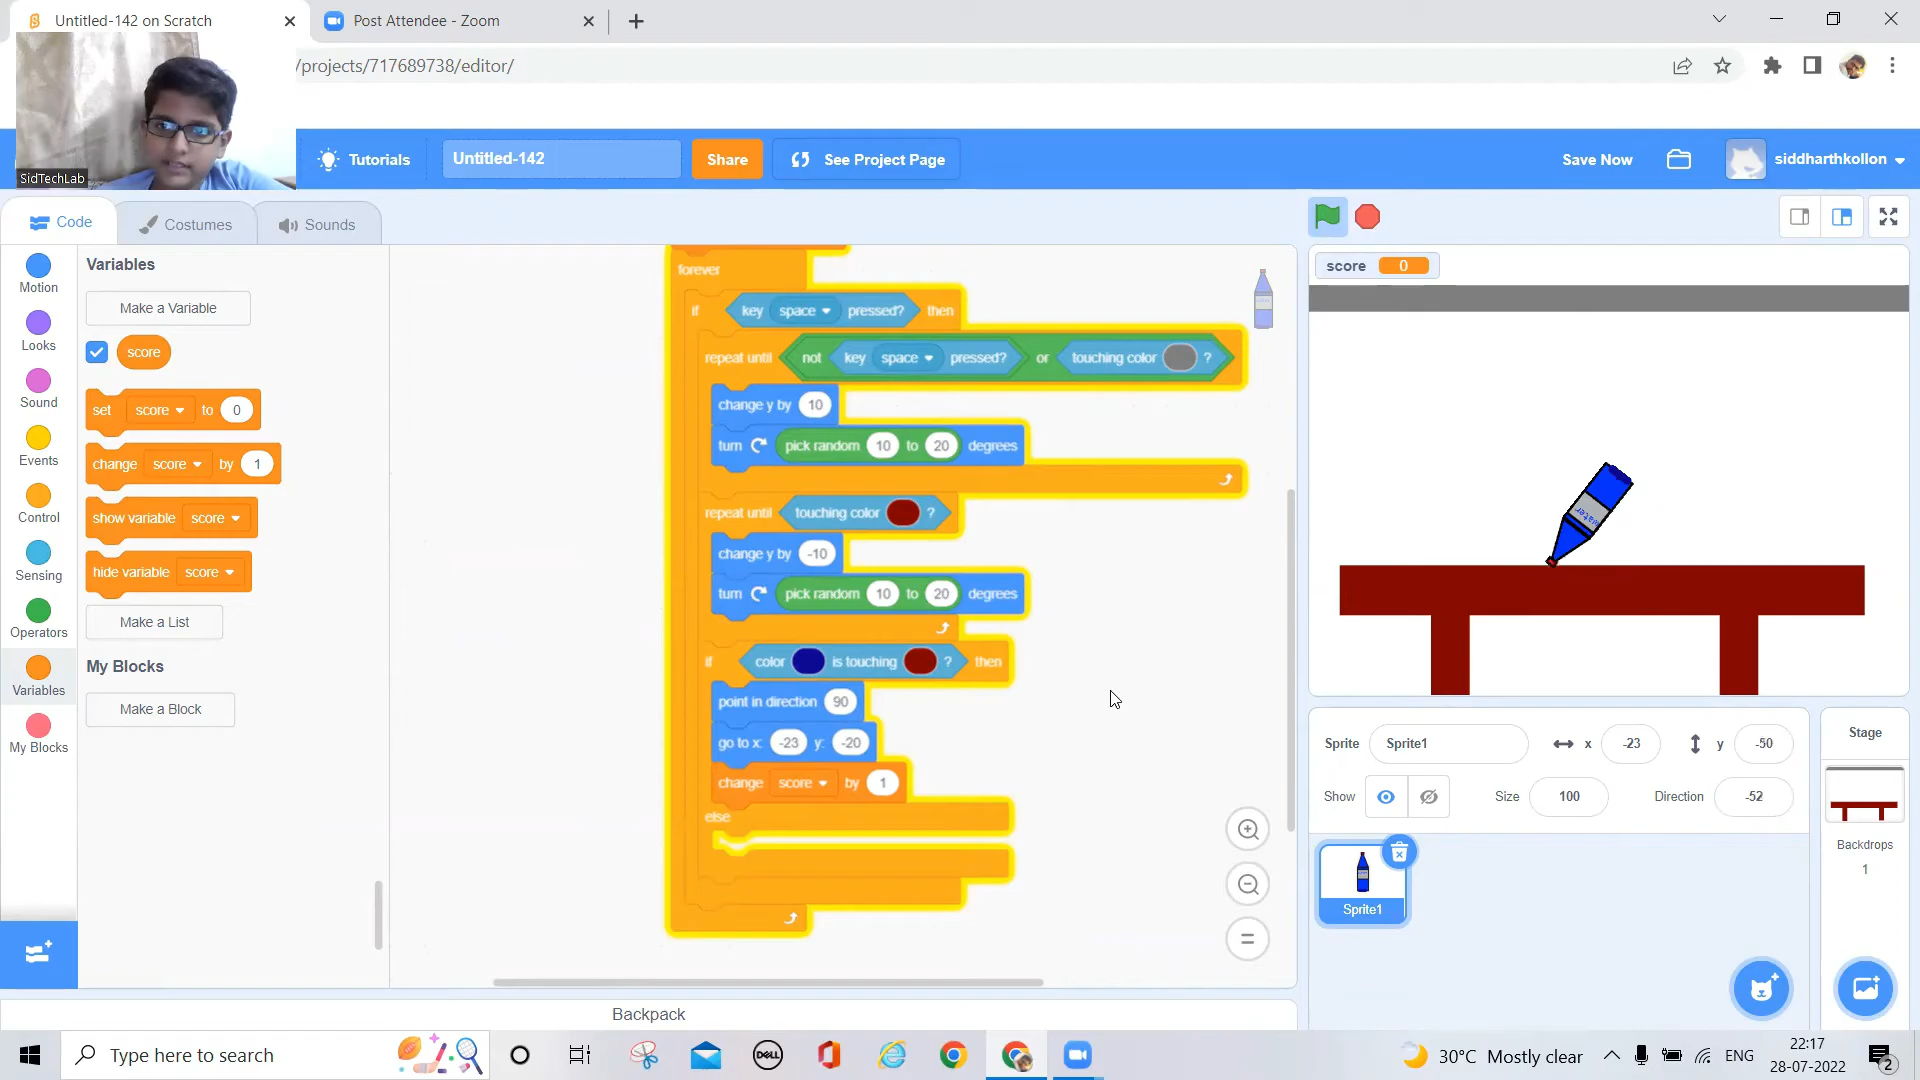 Untitled-142 on Scratch
Post Attendee - Zoom
/projects/717689738/editor/
SidTechLab
Tutorials
Untitled-142
Share
See Project Page
Save Now
siddharthkollon
Code
Costumes
Sounds
Motion
Looks
Sound
Events
Control
Sensing
Operators
Variables
My Blocks
Variables
Make a Variable
score
set score to 0
change score by 1
show variable score
hide variable score
Make a List
My Blocks
Make a Block
forever
if key space pressed? then
repeat until not key space pressed? or touching color ?
change y by 10
turn pick random 10 to 20 degrees
repeat until touching color ?
change y by -10
turn pick random 10 to 20 degrees
if color is touching ? then
point in direction 90
go to x: -23 y: -20
change score by 1
else
score 0
water
Sprite Sprite1 x -23 y -50
Show Size 100 Direction -52
Sprite1
Stage
Backdrops
1
Backpack
Type here to search
DELL
30°C Mostly clear
ENG
22:17
28-07-2022
2